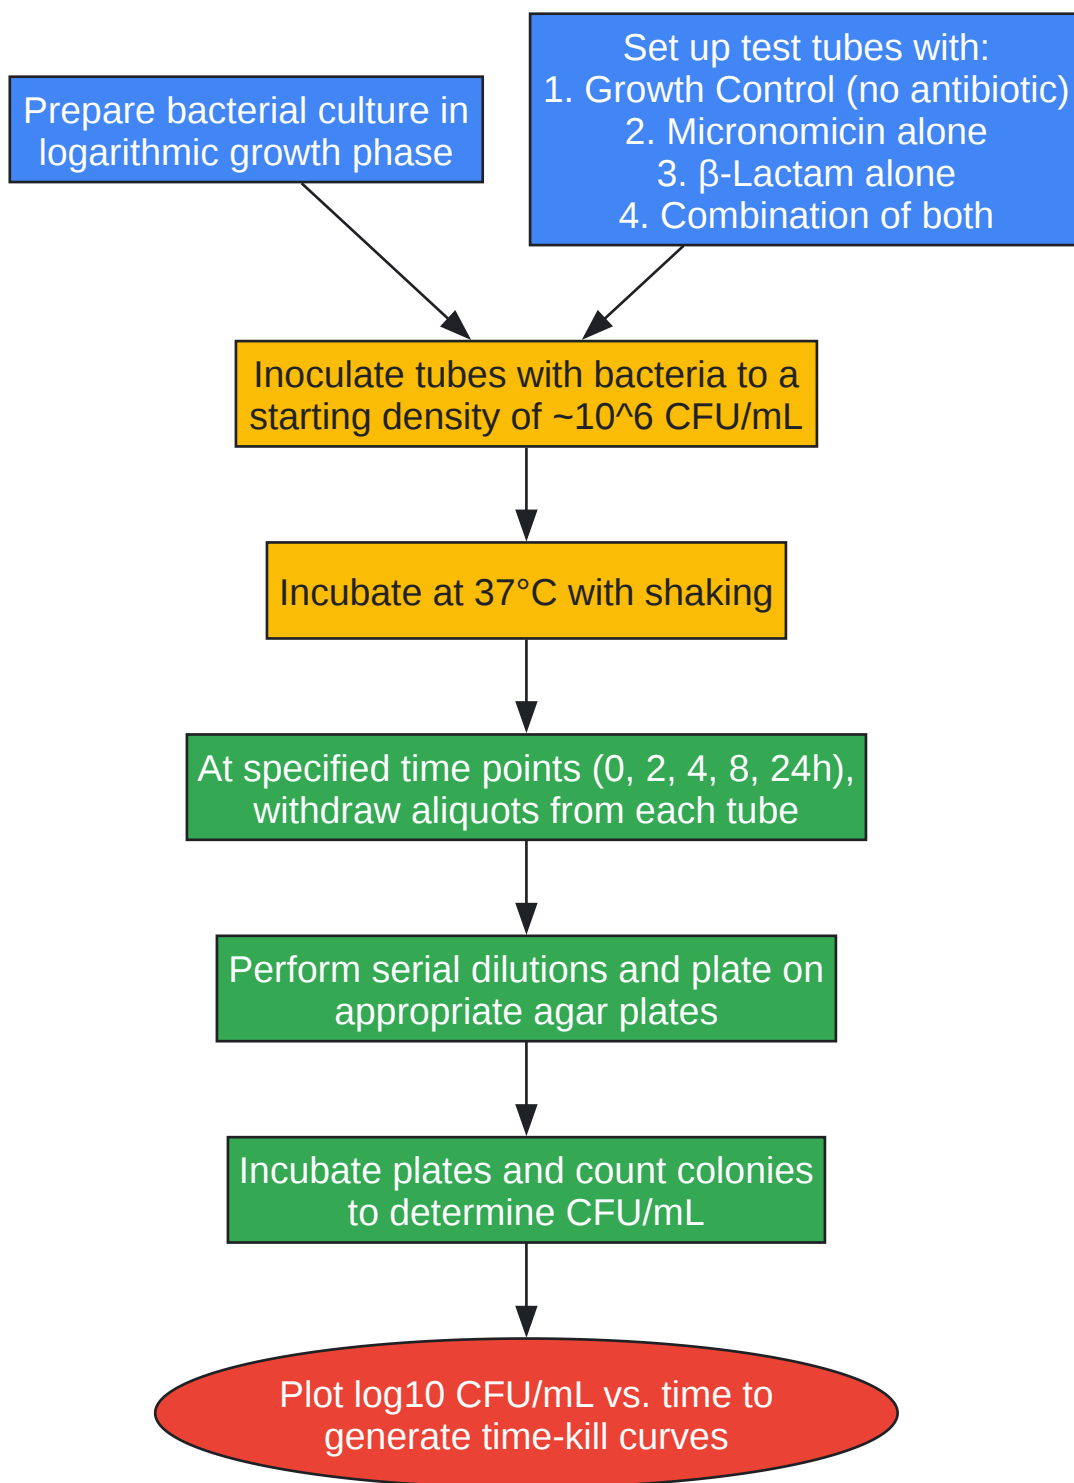 Prepare bacterial culture in
logarithmic growth phase
Set up test tubes with:
1. Growth Control (no antibiotic)
2. Micronomicin alone
3. β-Lactam alone
4. Combination of both
Inoculate tubes with bacteria to a
starting density of ~10^6 CFU/mL
Incubate at 37°C with shaking
At specified time points (0, 2, 4, 8, 24h),
withdraw aliquots from each tube
Perform serial dilutions and plate on
appropriate agar plates
Incubate plates and count colonies
to determine CFU/mL
Plot log10 CFU/mL vs. time to
generate time-kill curves